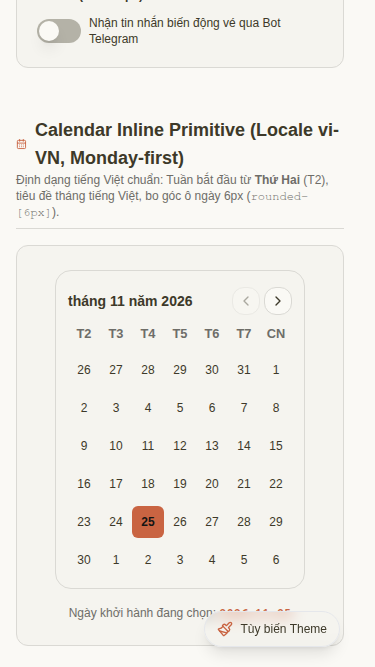 Nhận tin nhắn biến động vé qua Bot
Telegram
Calendar Inline Primitive (Locale vi-
VN, Monday-first)
Định dạng tiếng Việt chuẩn: Tuần bắt đầu từ Thứ Hai (T2),
tiêu đề tháng tiếng Việt, bo góc ô ngày 6px (rounded-
[6px]).
tháng 11 năm 2026
T2 T3 T4 T5 T6 T7 CN
26 27 28 29 30 31 1
2 3 4 5 6 7 8
9 10 11 12 13 14 15
16 17 18 19 20 21 22
23 24 25 26 27 28 29
30 1 2 3 4 5 6
Ngày khởi hành đang chọn:
Tùy biến Theme